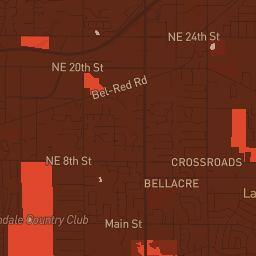 NE 24th St
NE 20th St
Bel-Red Rd
NE 8th St
CROSSROADS
BELLACRE
La
ndale Country Club
Main St